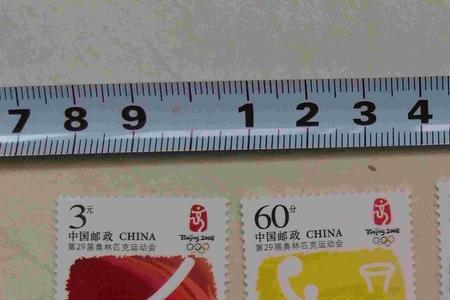 7 8 9 1 2 3 4
3元
中国邮政 CHINA
第29届奥林匹克运动会
Beijing 2008
60分
中国邮政 CHINA
第29届奥林匹克运动会
Beijing 2008